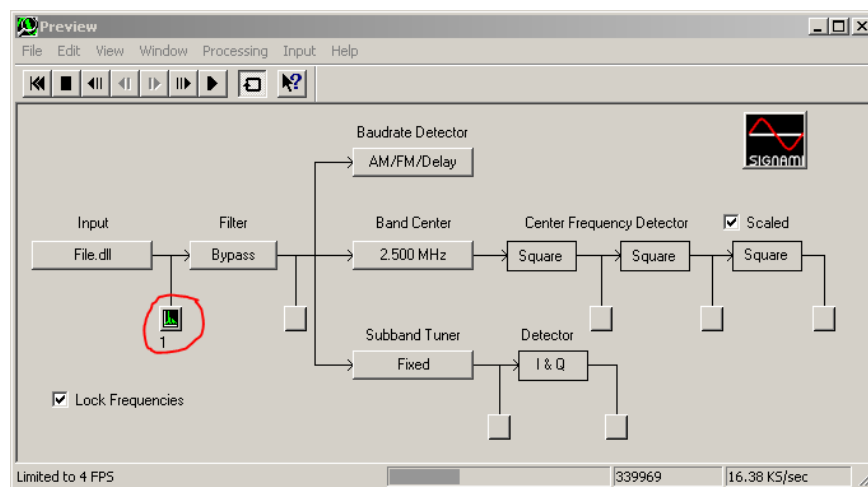 Preview
File Edit View Window Processing Input Help
Baudrate Detector
AM/FM/Delay
SIGNAMI
Input Filter Band Center Center Frequency Detector Scaled
File.dll Bypass 2.500 MHz Square Square Square
1
Subband Tuner Detector
Fixed I & Q
Lock Frequencies
Limited to 4 FPS 339969 16.38 KS/sec